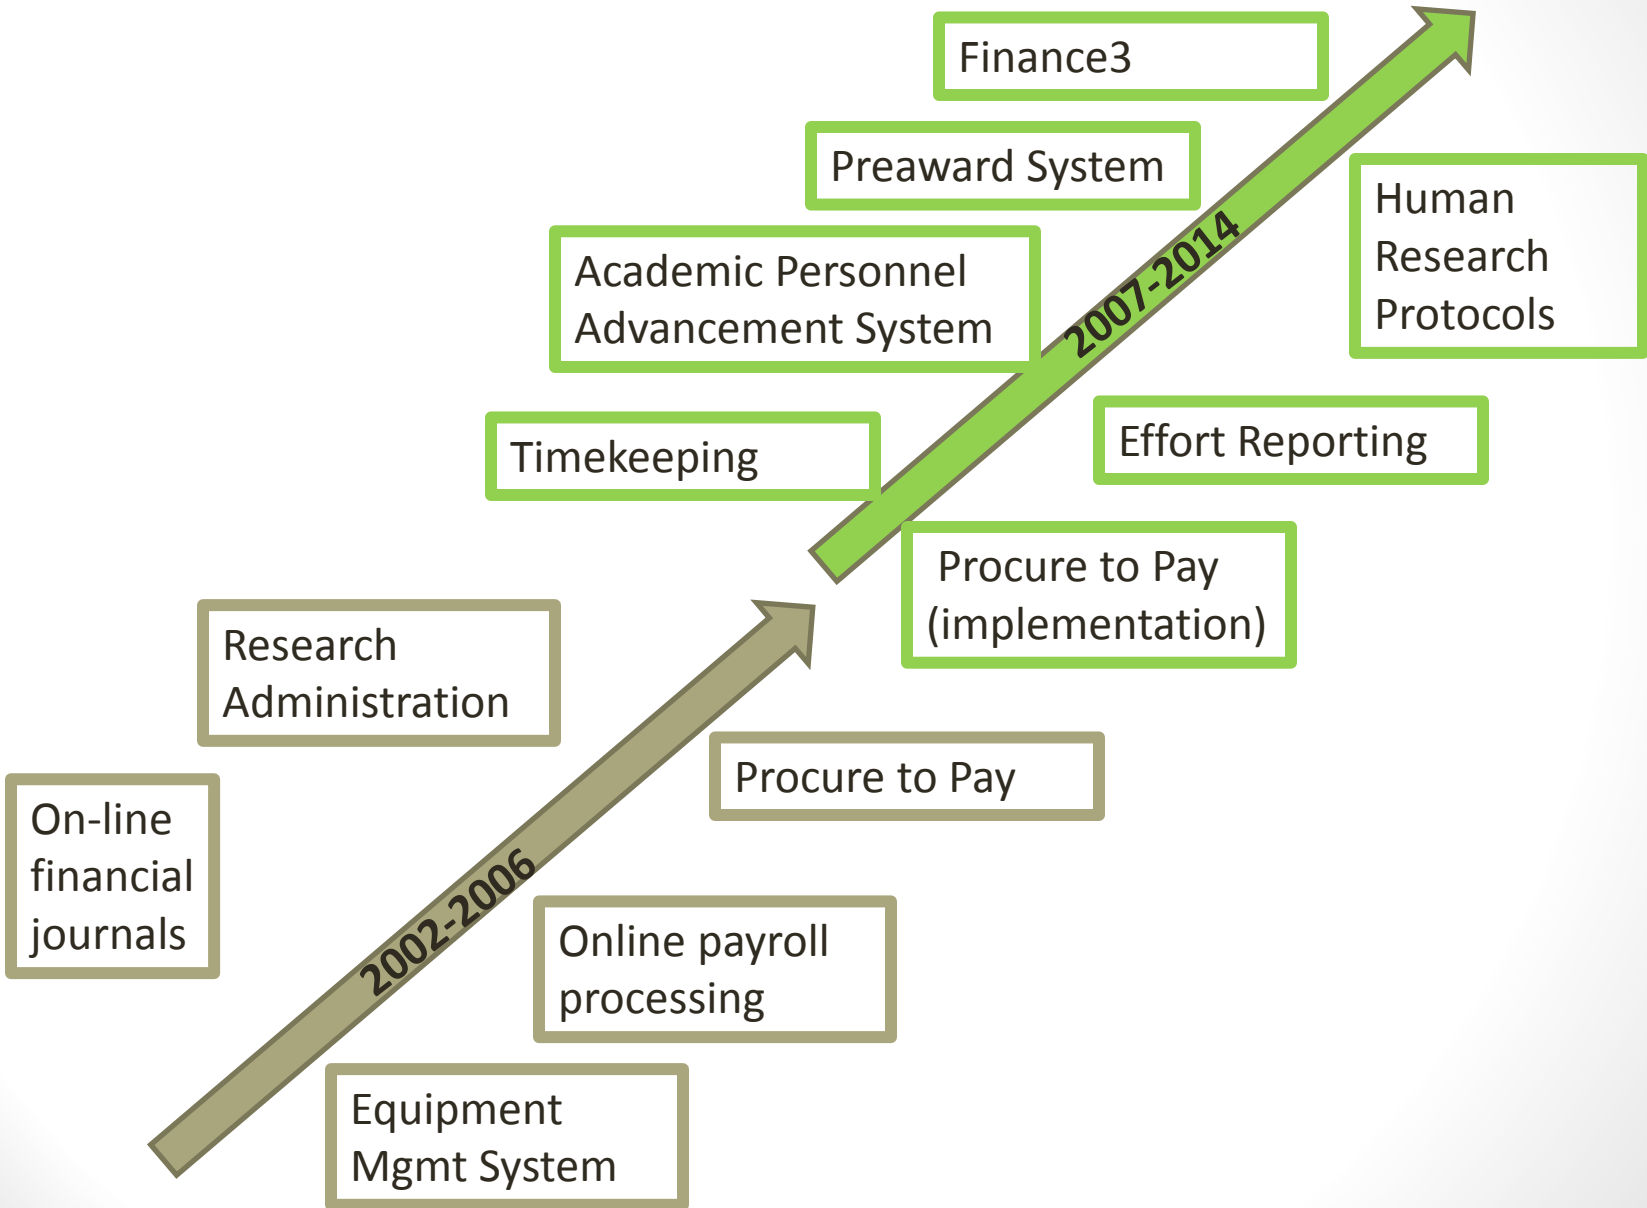 Finance3
Preaward System
Human
Research
Protocols
Academic Personnel
Advancement System
2007-2014
Timekeeping
Effort Reporting
Procure to Pay
(implementation)
Research
Administration
Procure to Pay
On-line
financial
journals
2002-2006
Online payroll
processing
Equipment
Mgmt System